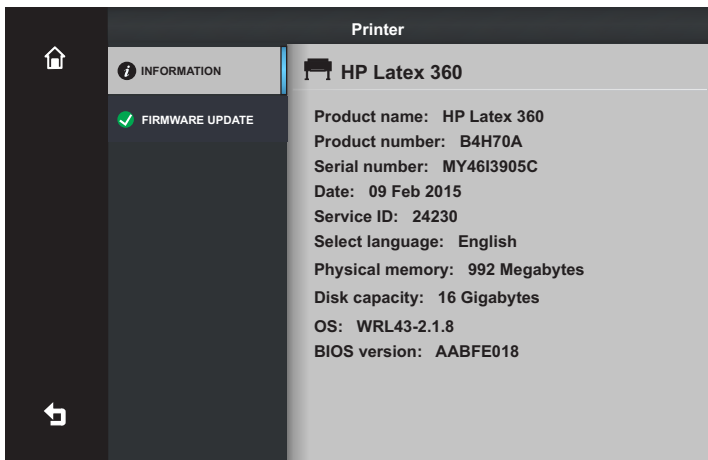 Printer
INFORMATION
FIRMWARE UPDATE
HP Latex 360
Product name: HP Latex 360
Product number: B4H70A
Serial number: MY46I3905C
Date: 09 Feb 2015
Service ID: 24230
Select language: English
Physical memory: 992 Megabytes
Disk capacity: 16 Gigabytes
OS: WRL43-2.1.8
BIOS version: AABFE018